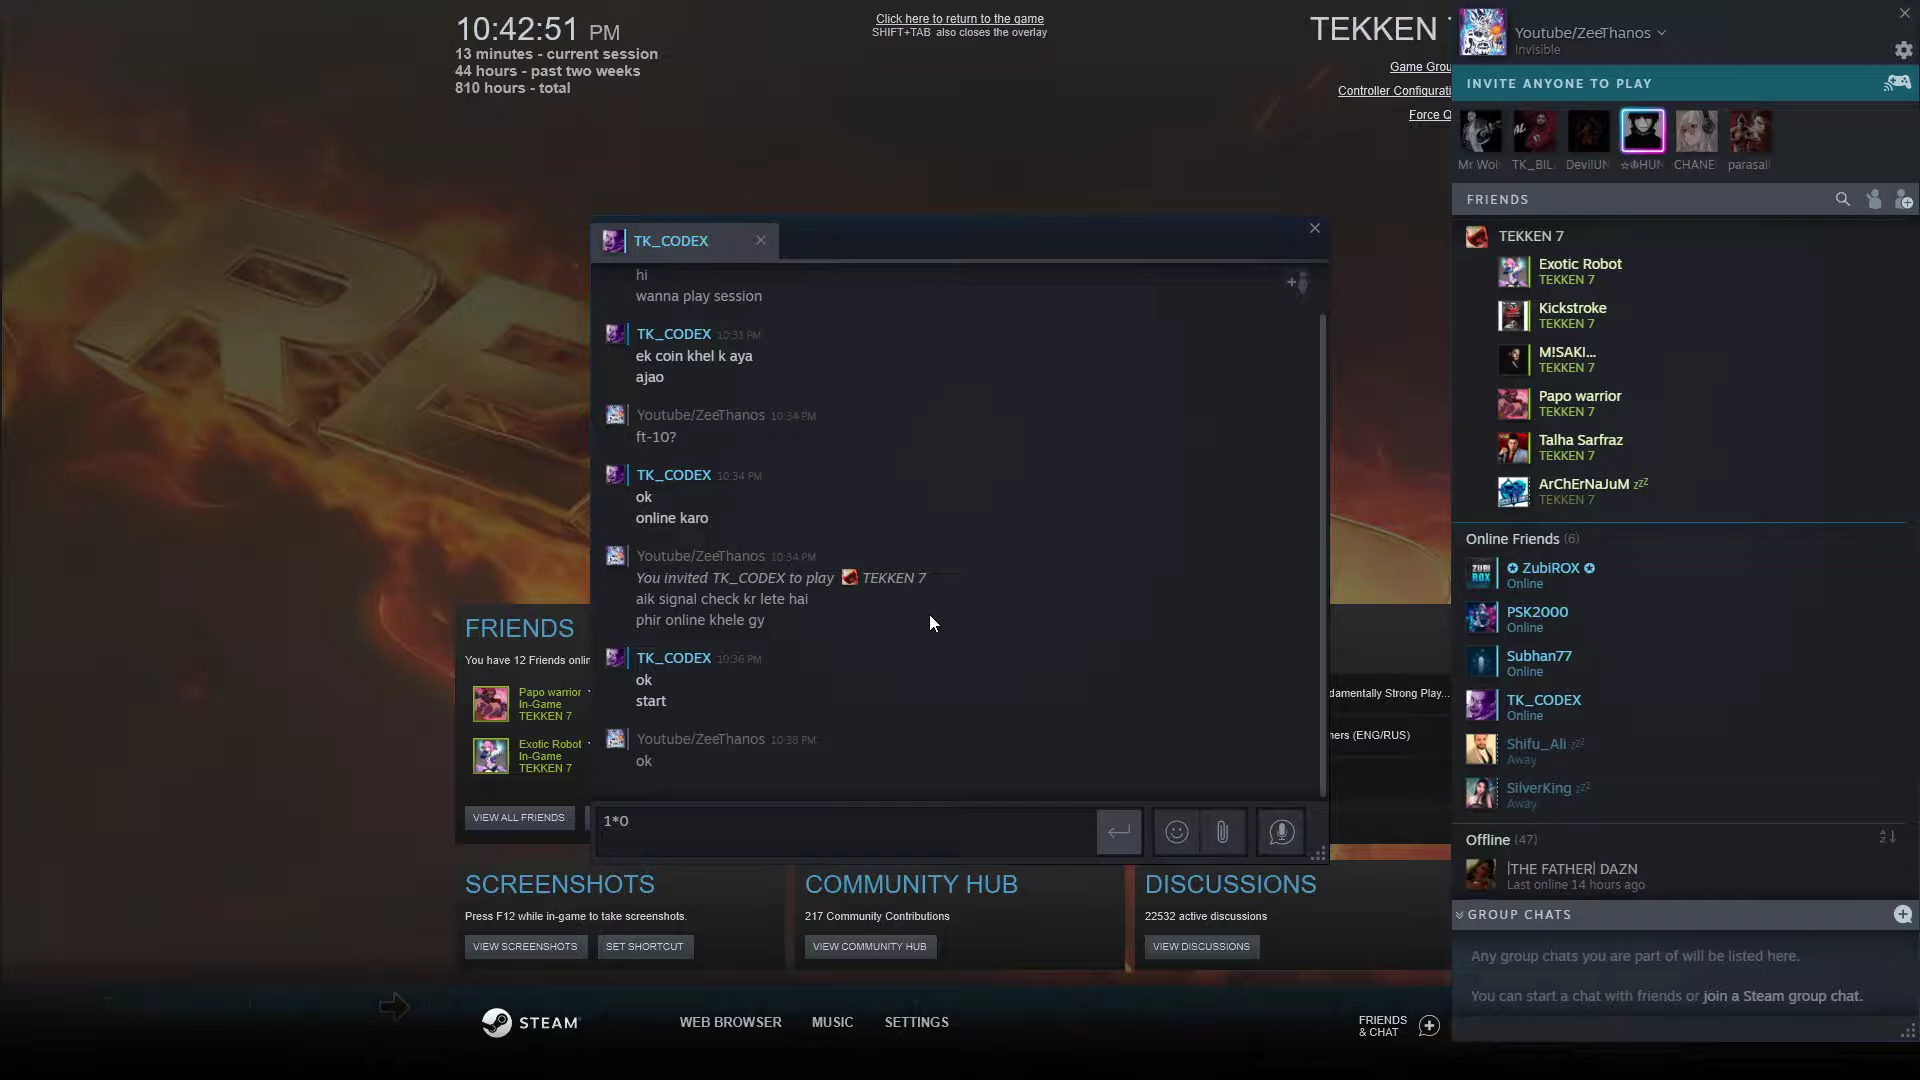 10:42:51 PM
13 minutes - current session
44 hours - past two weeks
810 hours - total
Click here to return to the game
SHIFT+TAB also closes the overlay
TEKKEN
Game Grou
Controller Configurati
Force Q
Youtube/ZeeThanos
Invisible
INVITE ANYONE TO PLAY
Mr Wol TK_BIL DevilUN ☆☬HUN CHANE parasal
FRIENDS
TEKKEN 7
Exotic Robot
TEKKEN 7
Kickstroke
TEKKEN 7
M!SAKI...
TEKKEN 7
Papo warrior
TEKKEN 7
Talha Sarfraz
TEKKEN 7
ArChErNaJuM zzZ
TEKKEN 7
Online Friends (6)
ZUBI ROX
✪ ZubiROX ✪
Online
PSK2000
Online
Subhan77
Online
TK_CODEX
Online
Shifu_Ali zzZ
Away
SilverKing zzZ
Away
Offline (47)
|THE FATHER| DAZN
Last online 14 hours ago
GROUP CHATS
Any group chats you are part of will be listed here.
You can start a chat with friends or join a Steam group chat.
TK_CODEX
hi
wanna play session
TK_CODEX 10:31 PM
ek coin khel k aya
ajao
Youtube/ZeeThanos 10:34 PM
ft-10?
TK_CODEX 10:34 PM
ok
online karo
Youtube/ZeeThanos 10:34 PM
You invited TK_CODEX to play TEKKEN 7
aik signal check kr lete hai
phir online khele gy
TK_CODEX 10:36 PM
ok
start
Youtube/ZeeThanos 10:38 PM
ok
1*0
FRIENDS
You have 12 Friends onlin
Papo warrior
In-Game
TEKKEN 7
Exotic Robot
In-Game
TEKKEN 7
VIEW ALL FRIENDS
damentally Strong Play...
ners (ENG/RUS)
SCREENSHOTS
Press F12 while in-game to take screenshots.
VIEW SCREENSHOTS SET SHORTCUT
COMMUNITY HUB
217 Community Contributions
VIEW COMMUNITY HUB
DISCUSSIONS
22532 active discussions
VIEW DISCUSSIONS
STEAM
WEB BROWSER MUSIC SETTINGS
FRIENDS
& CHAT